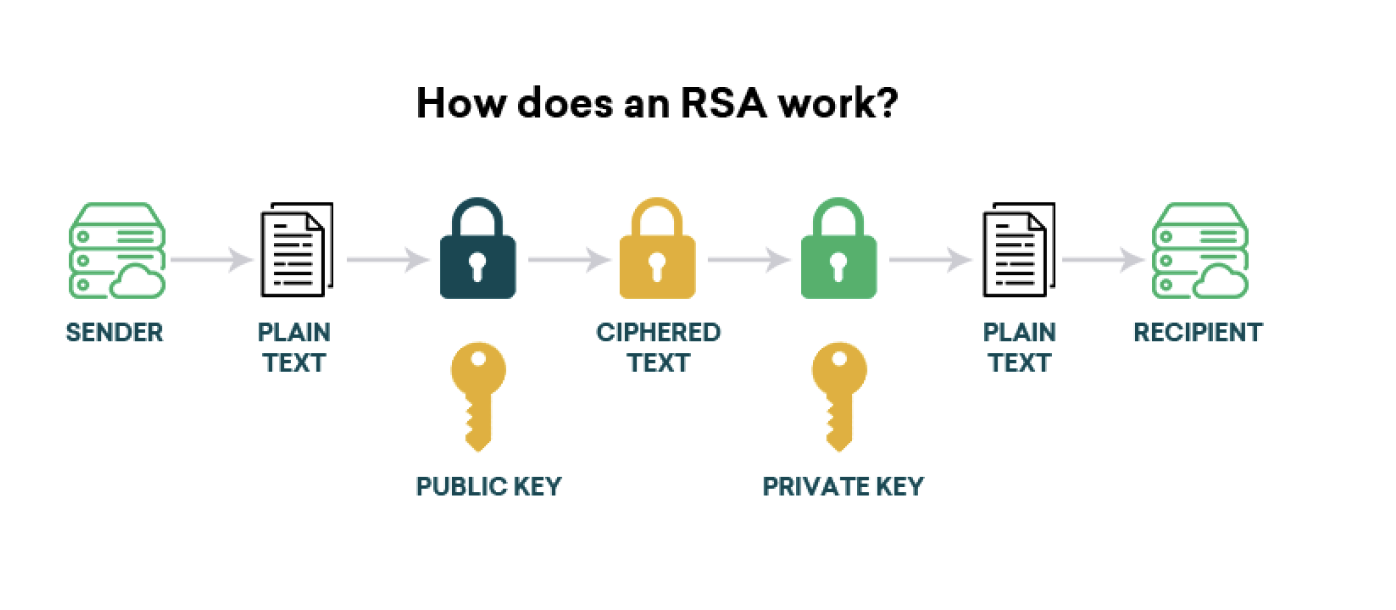 How does an RSA work?
SENDER
PLAIN
TEXT
CIPHERED
TEXT
PLAIN
TEXT
RECIPIENT
PUBLIC KEY
PRIVATE KEY